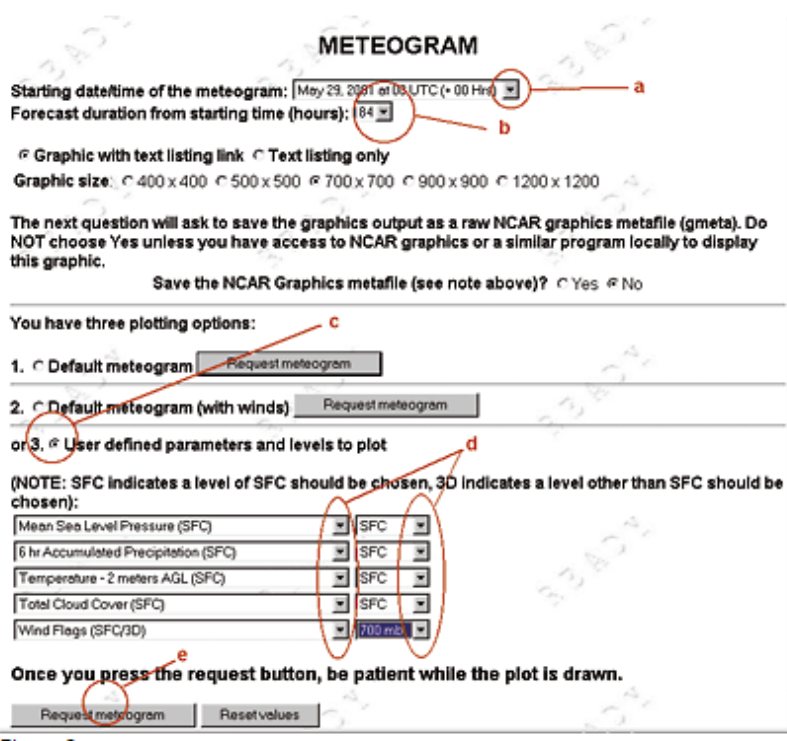 METEOGRAM
Starting date/time of the meteogram: May 29, 2001 at 03 UTC (+ 00 Hrs)
a
Forecast duration from starting time (hours): 84
b
Graphic with text listing link Text listing only
Graphic size: 400 x 400 500 x 500 700 x 700 900 x 900 1200 x 1200
The next question will ask to save the graphics output as a raw NCAR graphics metafile (gmeta). Do
NOT choose Yes unless you have access to NCAR graphics or a similar program locally to display
this graphic.
Save the NCAR Graphics metafile (see note above)? Yes No
You have three plotting options:
c
1. Default meteogram Request meteogram
2. Default meteogram (with winds) Request meteogram
or 3. User defined parameters and levels to plot
d
(NOTE: SFC indicates a level of SFC should be chosen, 3D indicates a level other than SFC should be
chosen):
Mean Sea Level Pressure (SFC) SFC
6 hr Accumulated Precipitation (SFC) SFC
Temperature - 2 meters AGL (SFC) SFC
Total Cloud Cover (SFC) SFC
Wind Flags (SFC/3D) 700 mb
e
Once you press the request button, be patient while the plot is drawn.
Request meteogram Reset values